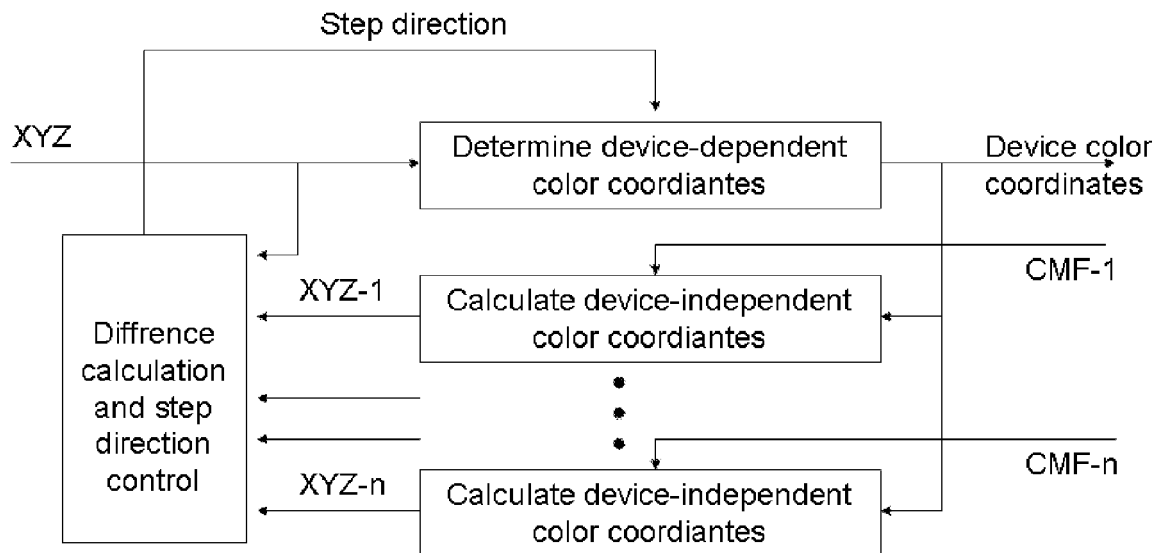 Step direction
XYZ
Determine device-dependent
color coordiantes
Device color
coordinates
CMF-1
XYZ-1
Calculate device-independent
color coordiantes
Diffrence
calculation
and step
direction
control
CMF-n
XYZ-n
Calculate device-independent
color coordiantes